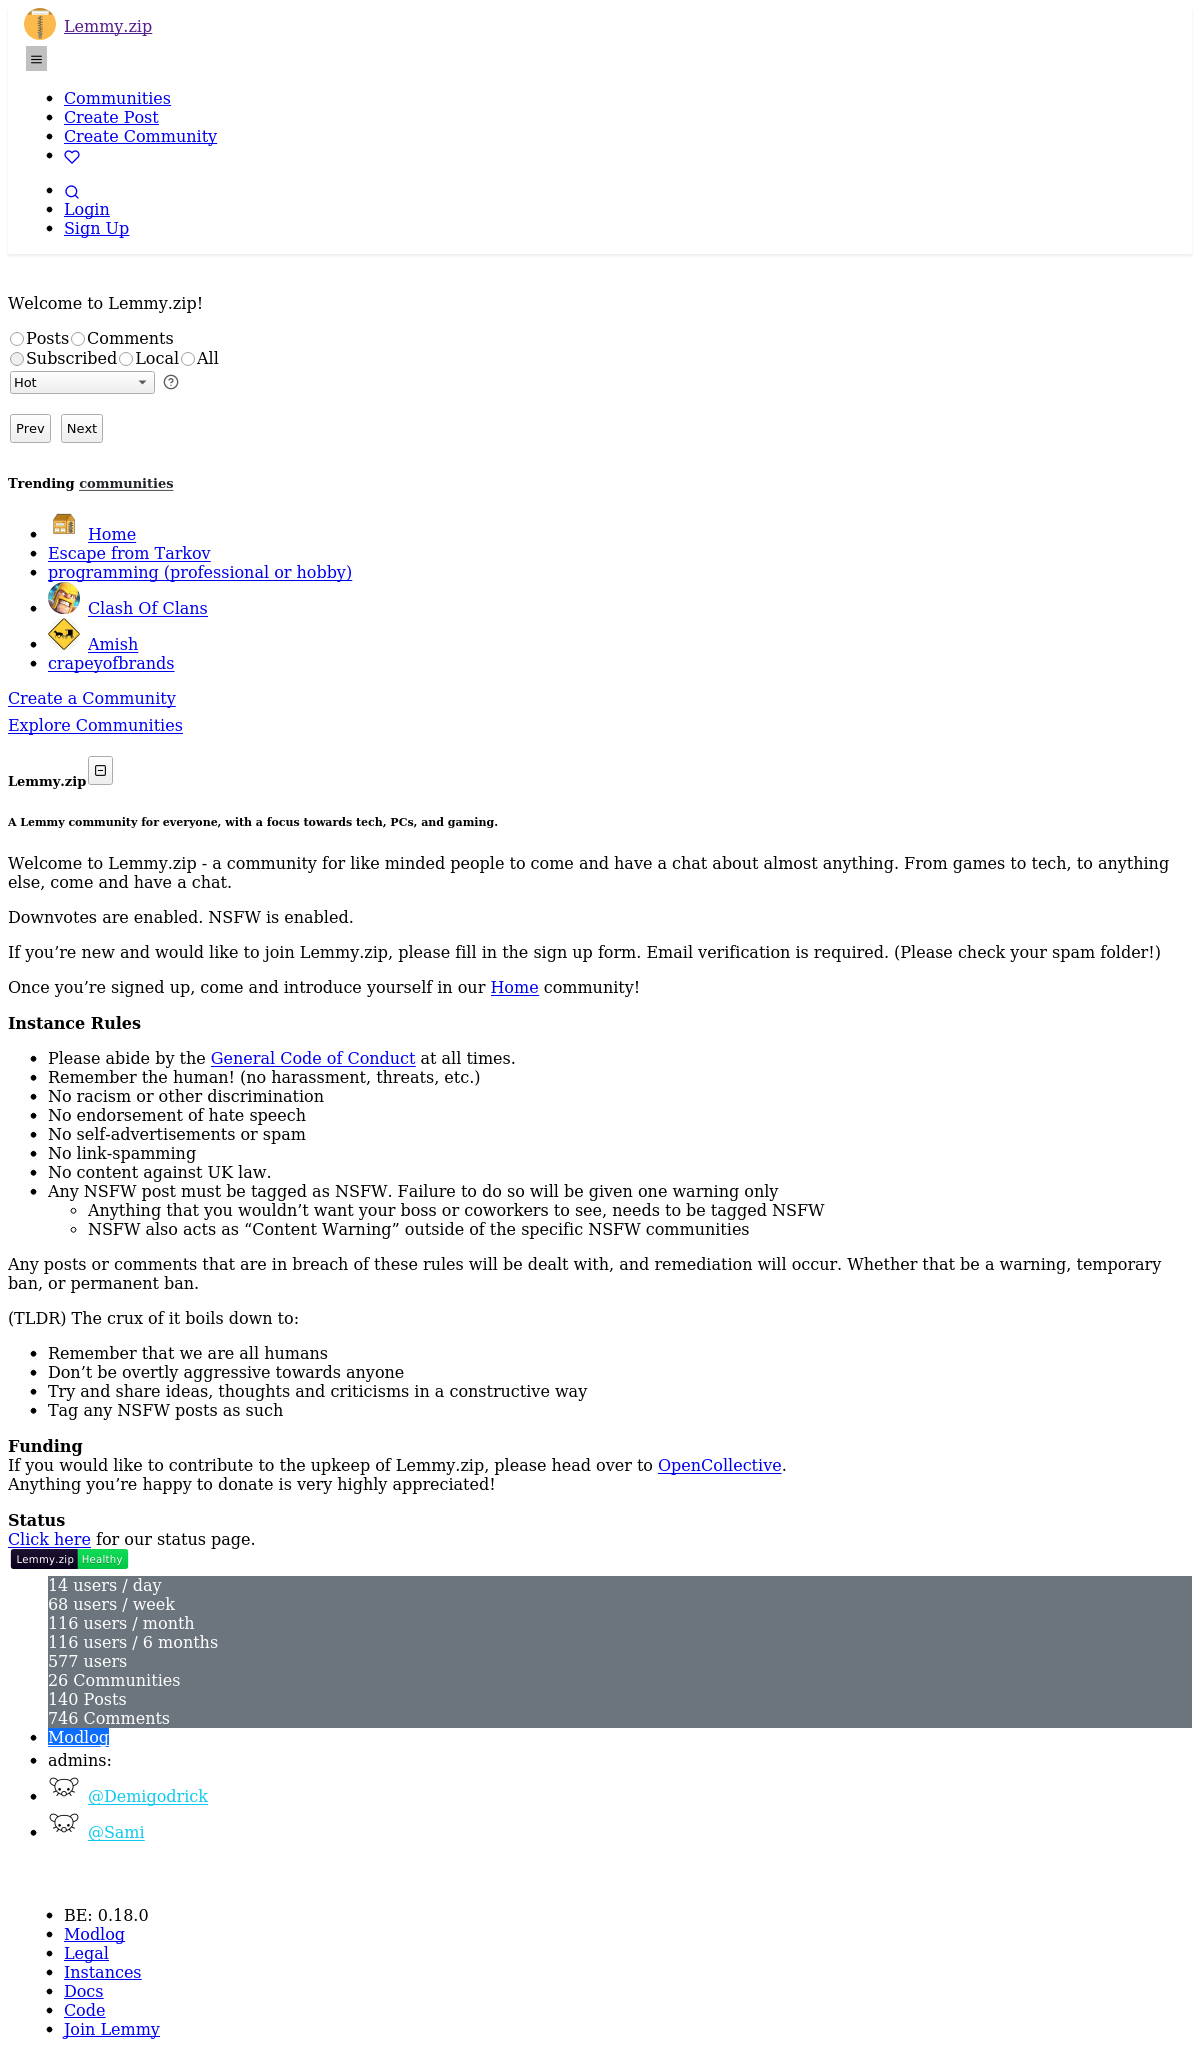 Lemmy.zip
Communities
Create Post
Create Community
Login
Sign Up
Welcome to Lemmy.zip!
Posts Comments
Subscribed Local All
Hot
Prev Next
Trending communities
Home
Escape from Tarkov
programming (professional or hobby)
Clash Of Clans
Amish
crapeyofbrands
Create a Community
Explore Communities
Lemmy.zip
A Lemmy community for everyone, with a focus towards tech, PCs, and gaming.
Welcome to Lemmy.zip - a community for like minded people to come and have a chat about almost anything. From games to tech, to anything
else, come and have a chat.
Downvotes are enabled. NSFW is enabled.
If you’re new and would like to join Lemmy.zip, please fill in the sign up form. Email verification is required. (Please check your spam folder!)
Once you’re signed up, come and introduce yourself in our Home community!
Instance Rules
Please abide by the General Code of Conduct at all times.
Remember the human! (no harassment, threats, etc.)
No racism or other discrimination
No endorsement of hate speech
No self-advertisements or spam
No link-spamming
No content against UK law.
Any NSFW post must be tagged as NSFW. Failure to do so will be given one warning only
Anything that you wouldn’t want your boss or coworkers to see, needs to be tagged NSFW
NSFW also acts as “Content Warning” outside of the specific NSFW communities
Any posts or comments that are in breach of these rules will be dealt with, and remediation will occur. Whether that be a warning, temporary
ban, or permanent ban.
(TLDR) The crux of it boils down to:
Remember that we are all humans
Don’t be overtly aggressive towards anyone
Try and share ideas, thoughts and criticisms in a constructive way
Tag any NSFW posts as such
Funding
If you would like to contribute to the upkeep of Lemmy.zip, please head over to OpenCollective.
Anything you’re happy to donate is very highly appreciated!
Status
Click here for our status page.
Lemmy.zip Healthy
14 users / day
68 users / week
116 users / month
116 users / 6 months
577 users
26 Communities
140 Posts
746 Comments
Modlog
admins:
@Demigodrick
@Sami
BE: 0.18.0
Modlog
Legal
Instances
Docs
Code
Join Lemmy